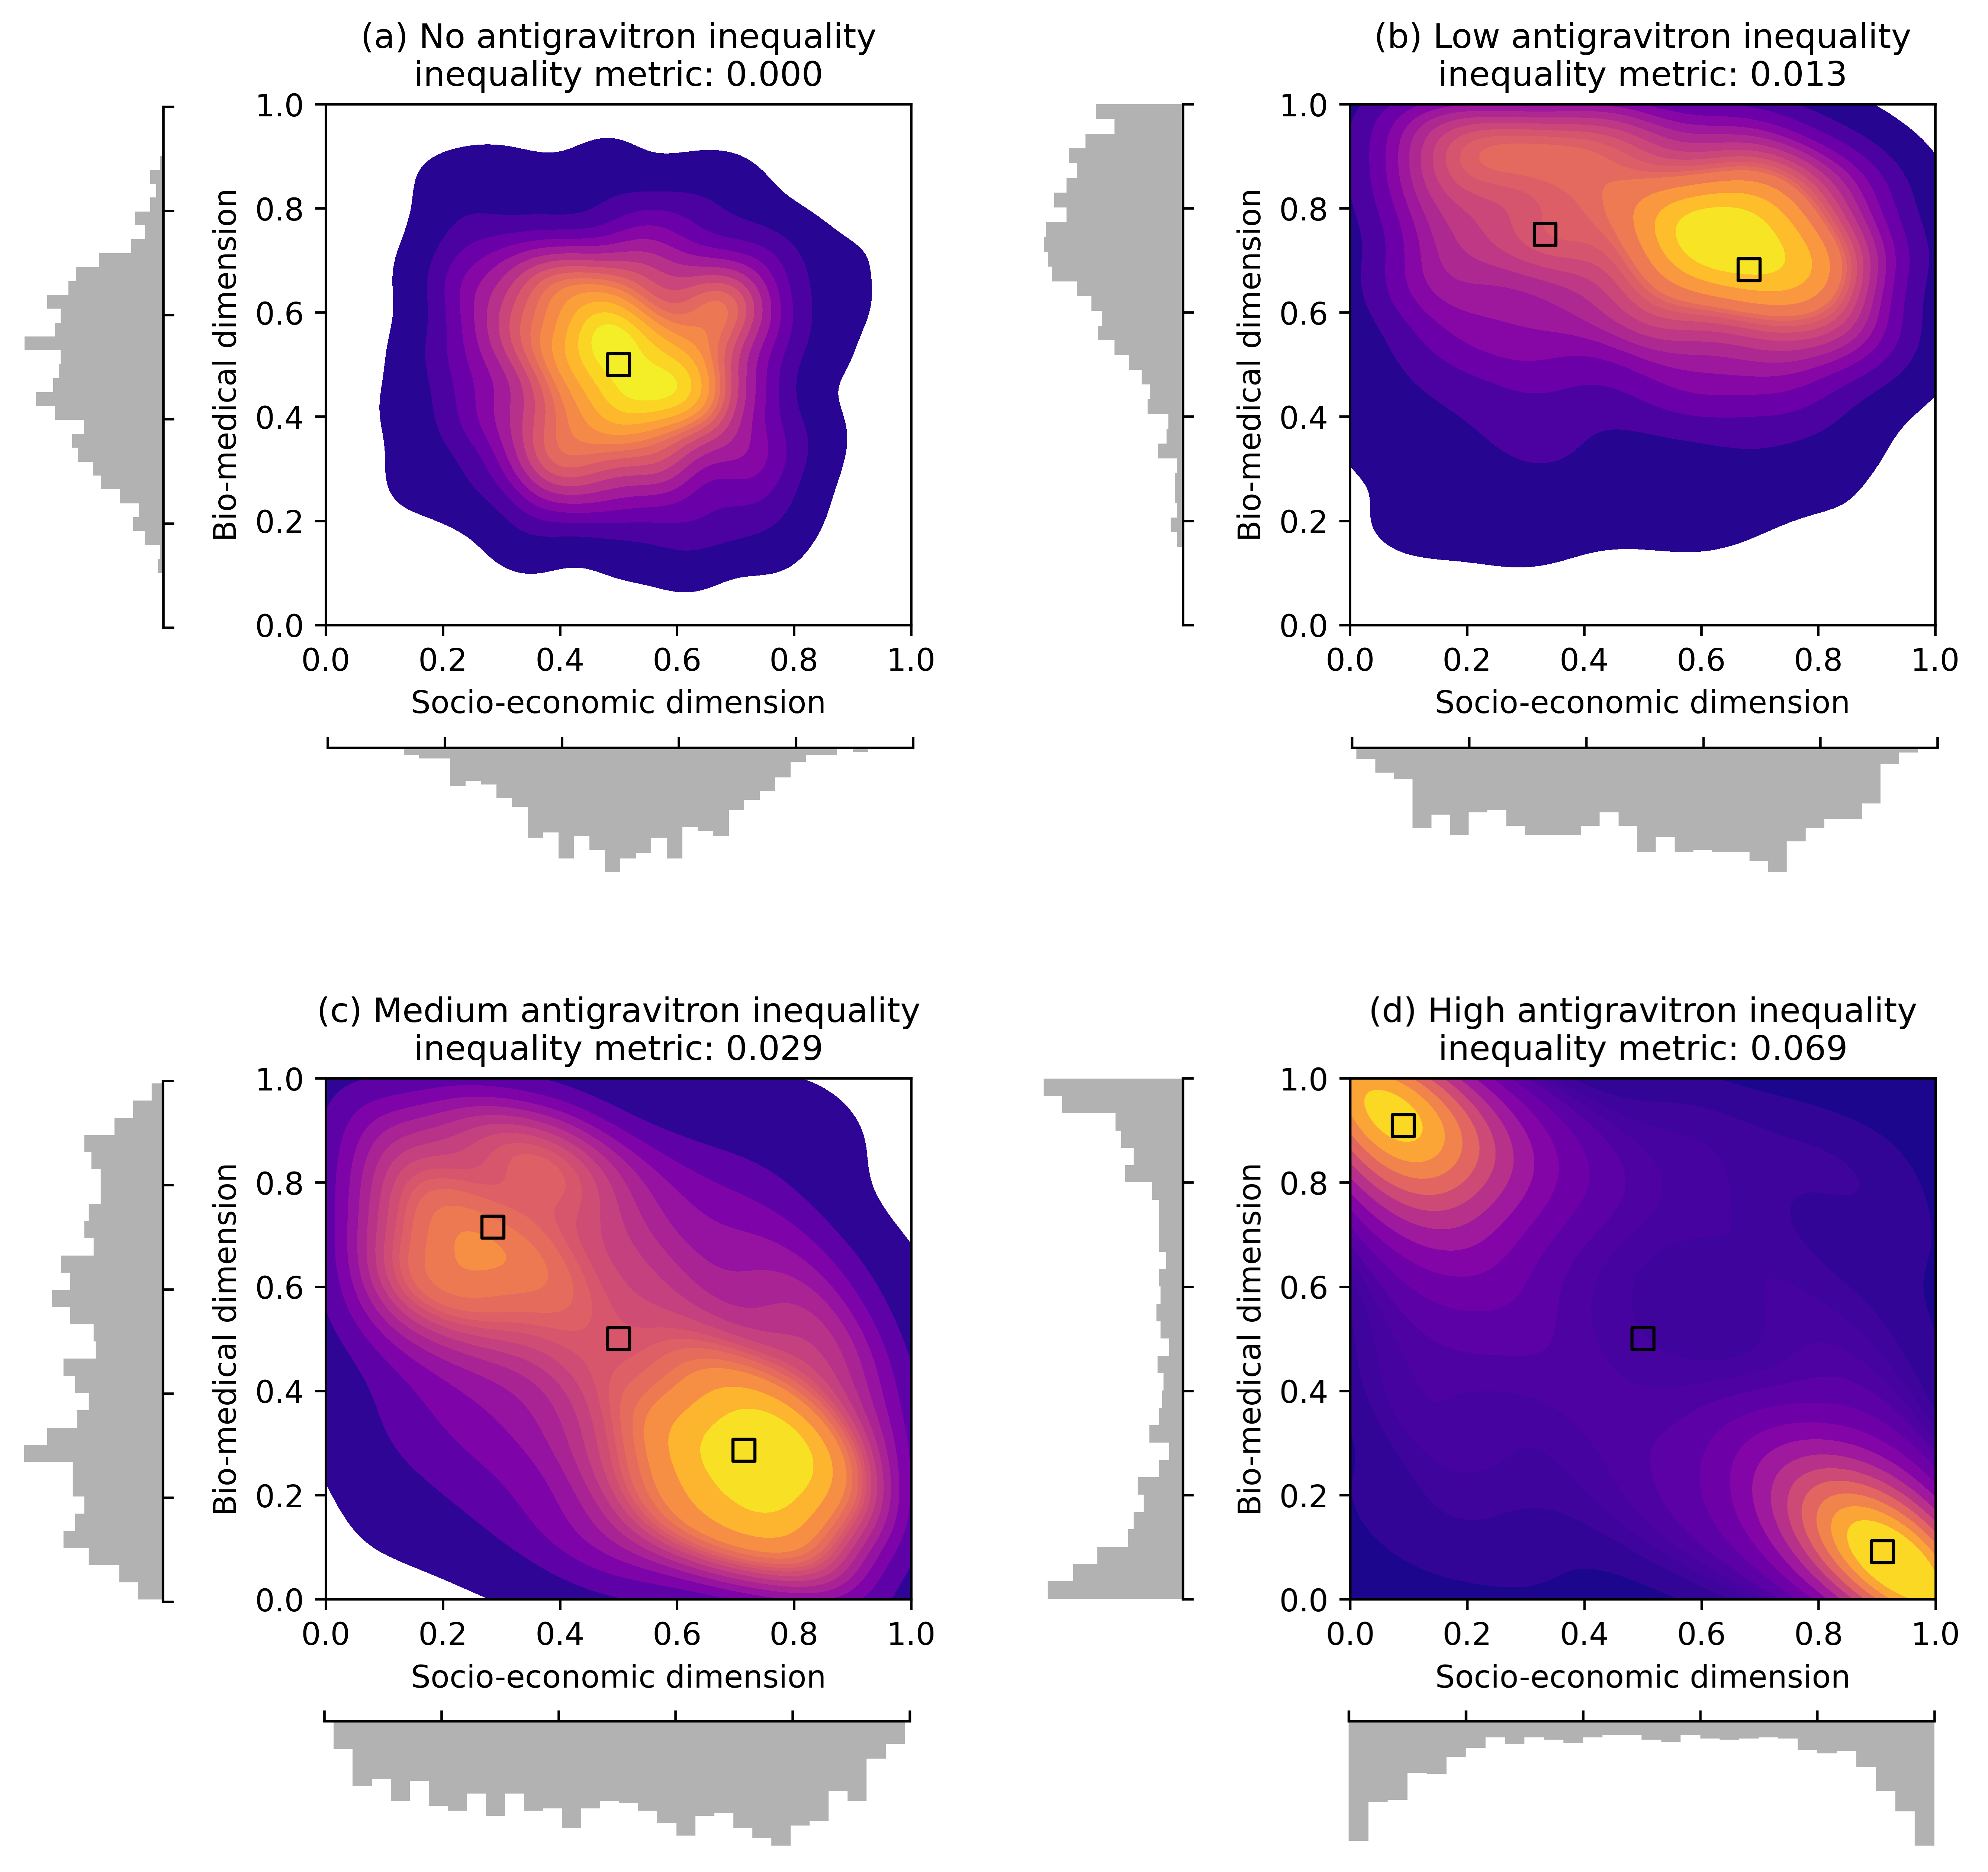 (a) No antigravitron inequality
inequality metric: 0.000
1.0
0.8
0.6
0.4
0.2
0.0
Bio-medical dimension
0.0 0.2 0.4 0.6 0.8 1.0
Socio-economic dimension
(b) Low antigravitron inequality
inequality metric: 0.013
1.0
0.8
0.6
0.4
0.2
0.0
Bio-medical dimension
0.0 0.2 0.4 0.6 0.8 1.0
Socio-economic dimension
(c) Medium antigravitron inequality
inequality metric: 0.029
1.0
0.8
0.6
0.4
0.2
0.0
Bio-medical dimension
0.0 0.2 0.4 0.6 0.8 1.0
Socio-economic dimension
(d) High antigravitron inequality
inequality metric: 0.069
1.0
0.8
0.6
0.4
0.2
0.0
Bio-medical dimension
0.0 0.2 0.4 0.6 0.8 1.0
Socio-economic dimension